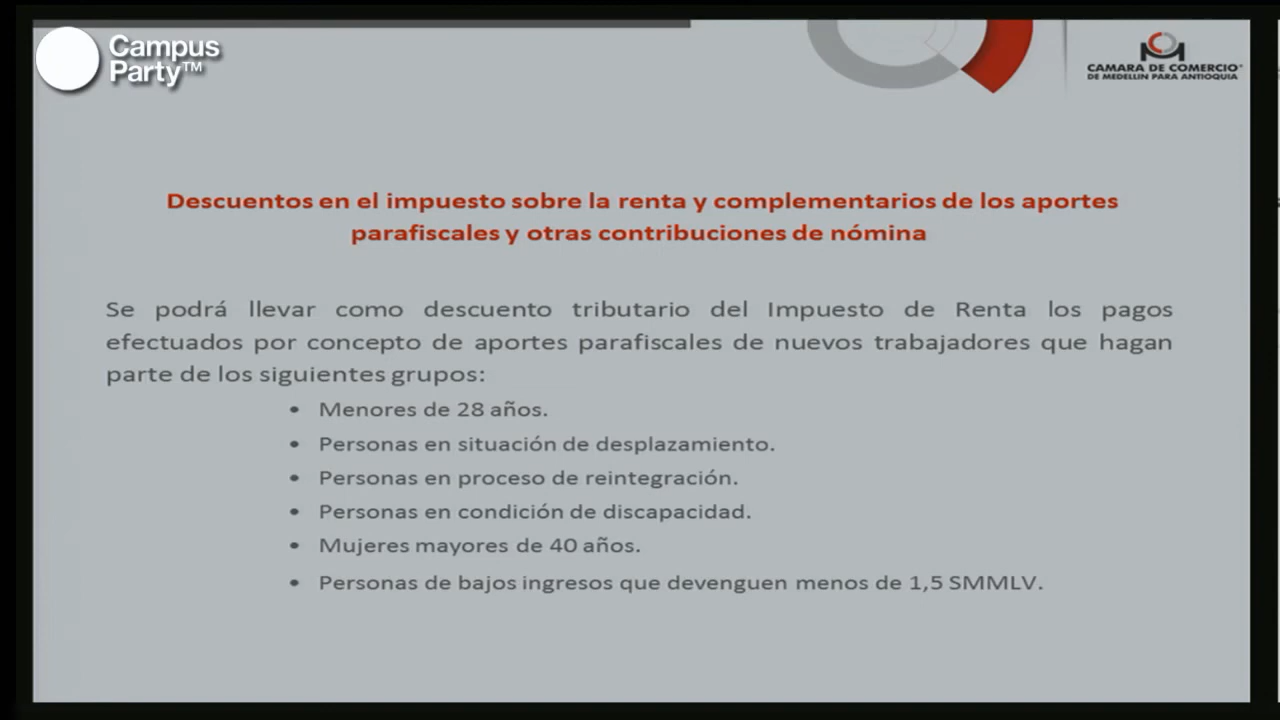 Campus
Party™
CAMARA DE COMERCIO®
DE MEDELLIN PARA ANTIOQUIA
Descuentos en el impuesto sobre la renta y complementarios de los aportes
parafiscales y otras contribuciones de nómina
Se podrá llevar como descuento tributario del Impuesto de Renta los pagos
efectuados por concepto de aportes parafiscales de nuevos trabajadores que hagan
parte de los siguientes grupos:
• Menores de 28 años.
• Personas en situación de desplazamiento.
• Personas en proceso de reintegración.
• Personas en condición de discapacidad.
• Mujeres mayores de 40 años.
• Personas de bajos ingresos que devenguen menos de 1,5 SMMLV.